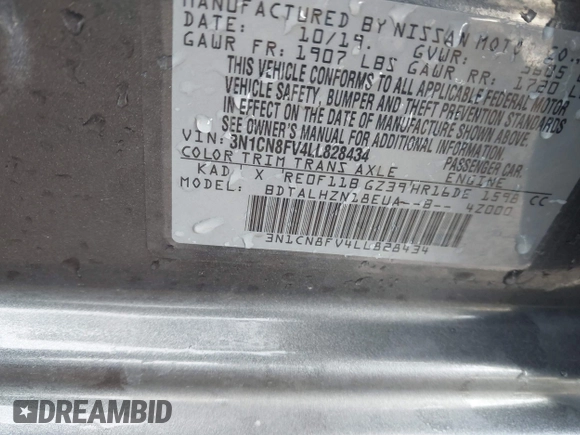 MANUFACTURED BY NISSAN MOTOR CO.,
DATE: 10/19. GVWR:
GAWR FR: 1907 LBS GAWR RR: 1720
THIS VEHICLE CONFORMS TO ALL APPLICABLE FEDERAL MOTOR
VEHICLE SAFETY, BUMPER AND THEFT PREVENTION STANDARDS
IN EFFECT ON THE DATE OF MANUFACTURE SHOWN ABOVE.
SEE OWNER'S MANUAL FOR ADDITIONAL INFORMATION.
VIN: 3N1CN8FV4LL828434 PASSENGER CAR
COLOR TRIM TRANS AXLE ENGINE
KAD X RE0F11B GZ39 HR16DE 1598 CC
MODEL: BDTALHZN18EUA--B-- 42000
3N1CN8FV4LL828434
DREAMBID